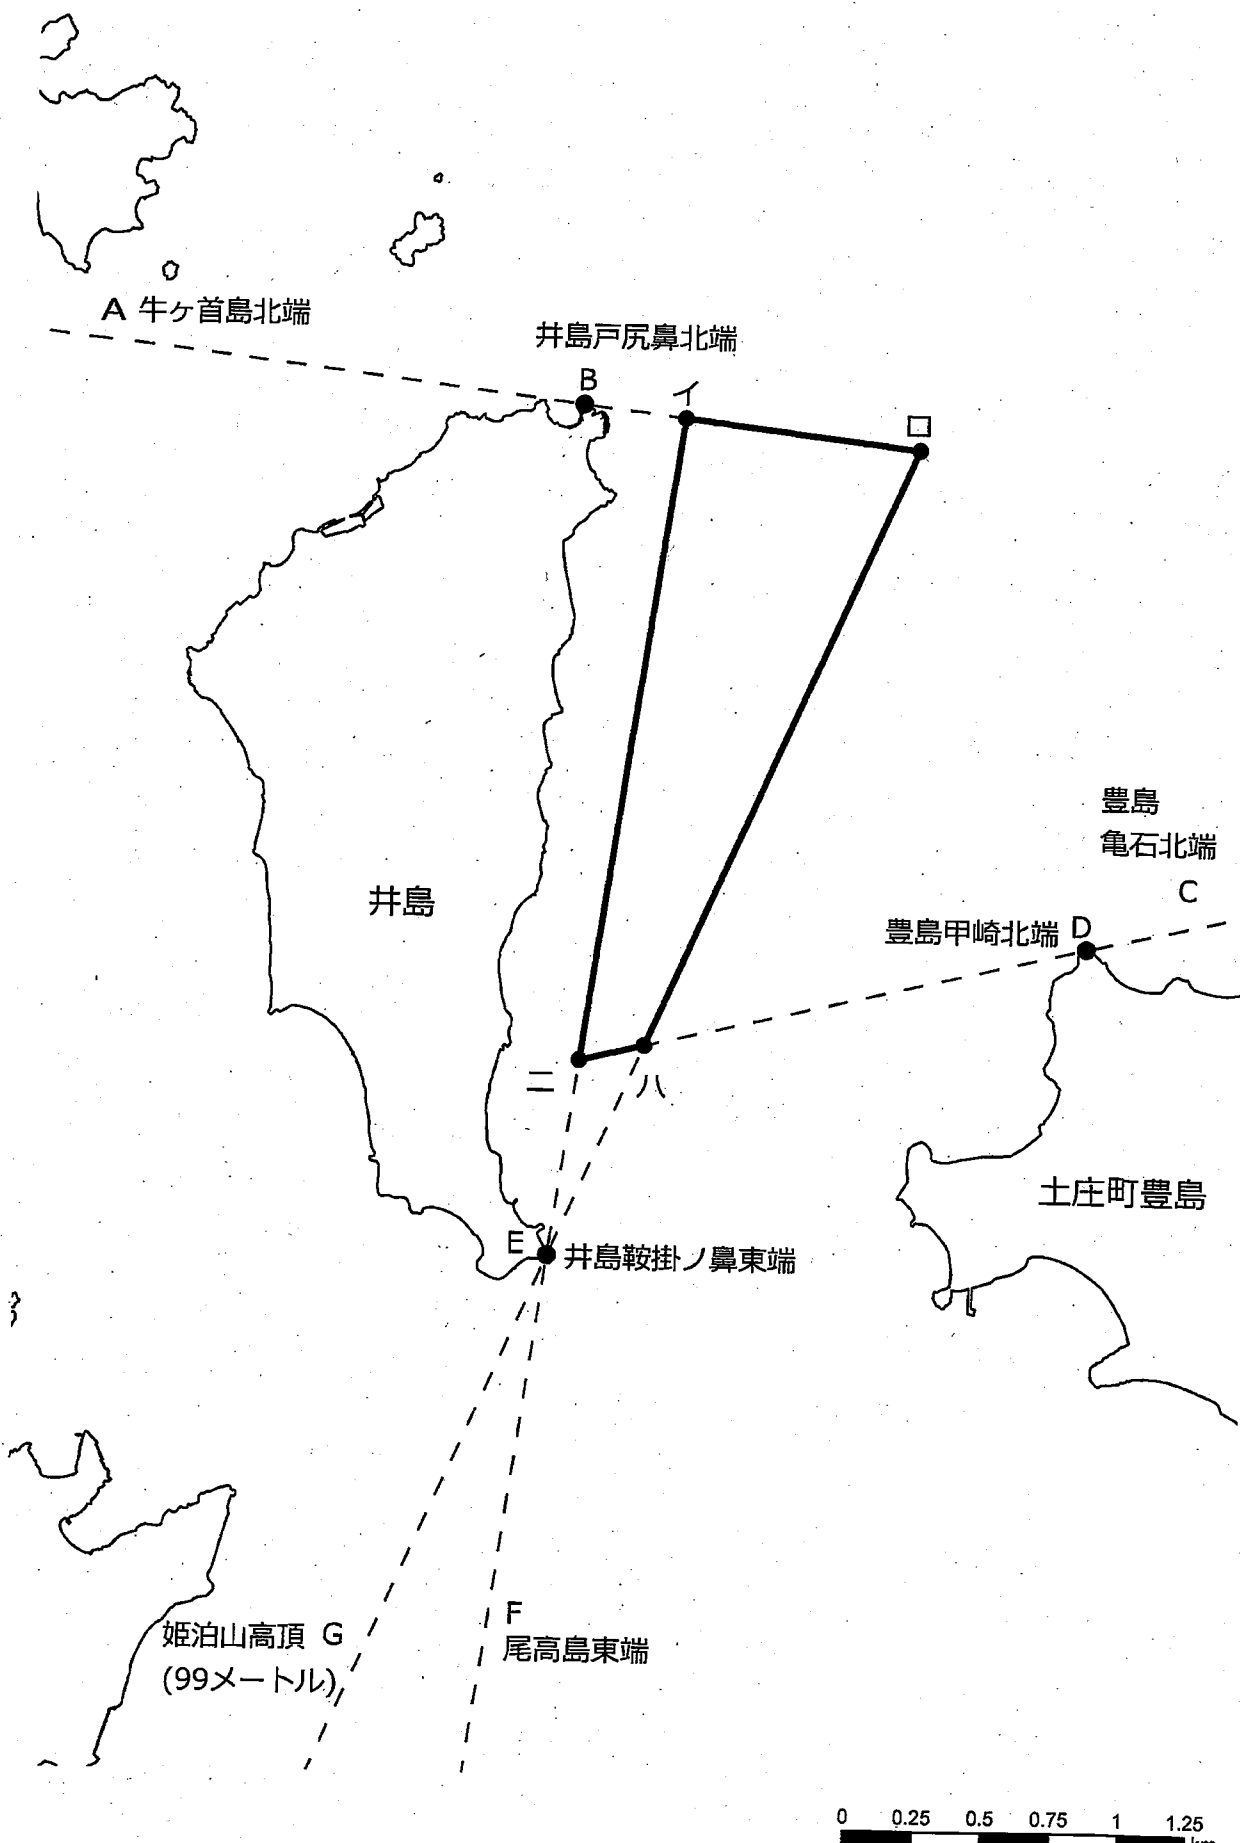 A 牛ヶ首島北端
井島戸尻鼻北端
B
イ
ロ
豊島
亀石北端
C
井島
豊島甲崎北端 D
ニ
ハ
土庄町豊島
E 井島鞍掛ノ鼻東端
F
尾高島東端
姫泊山高頂 G
(99メートル)
0 0.25 0.5 0.75 1 1.25
km